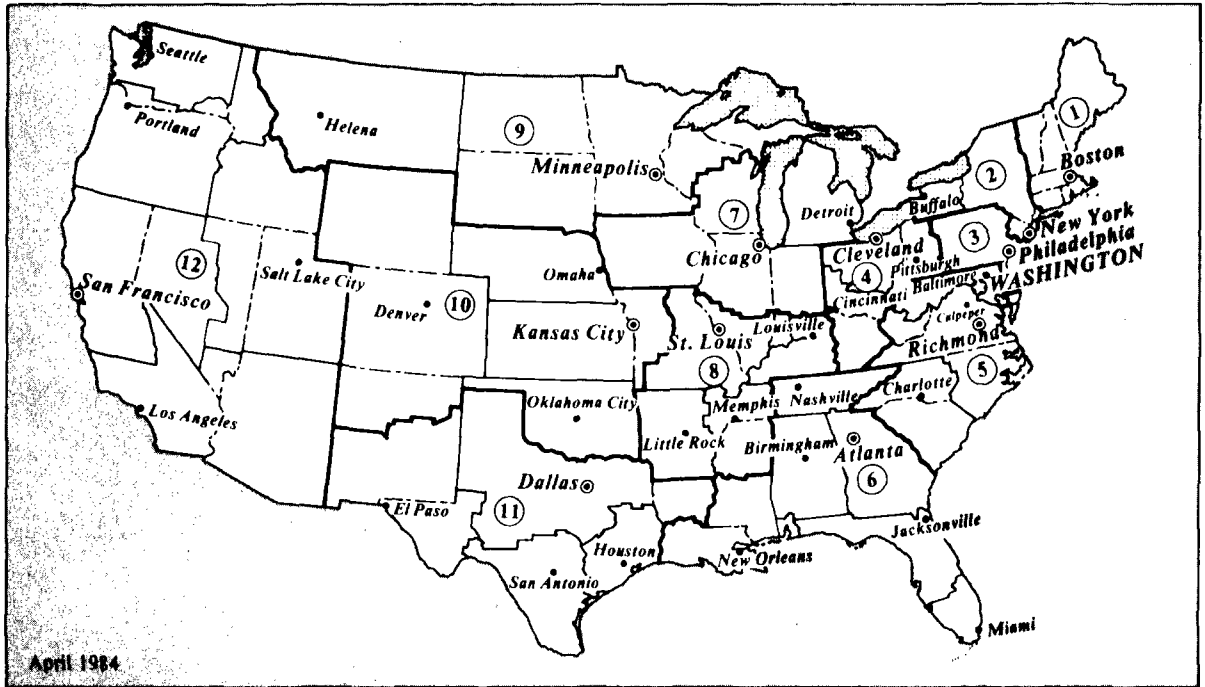 Seattle
Portland
Helena
9
Minneapolis
1
Boston
2
Buffalo
New York
3
Philadelphia
WASHINGTON
7
Detroit
Chicago
Cleveland
4
Pittsburgh
Cincinnati
Baltimore
12
San Francisco
Salt Lake City
Omaha
Denver
10
Kansas City
St. Louis
Louisville
8
Culpeper
Richmond
5
Charlotte
Los Angeles
Oklahoma City
Memphis
Nashville
Little Rock
Birmingham
Atlanta
6
Dallas
El Paso
11
Houston
San Antonio
New Orleans
Jacksonville
Miami
April 1984